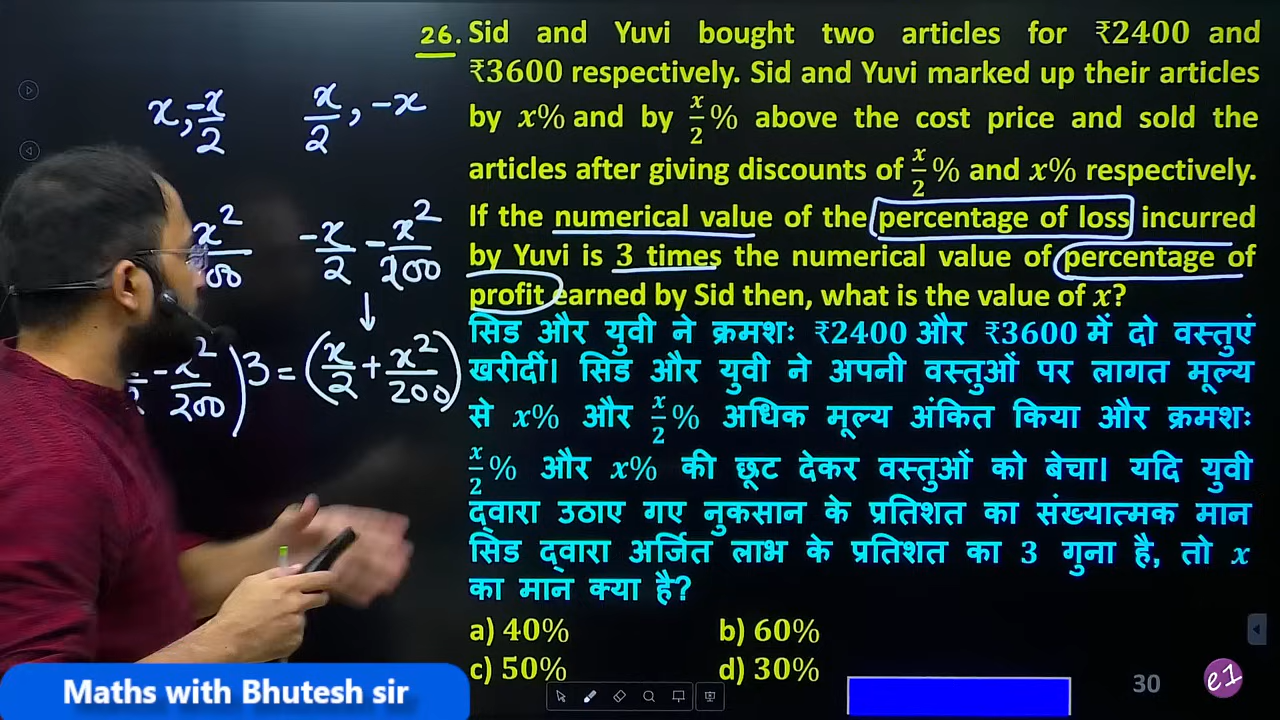 26. Sid and Yuvi bought two articles for ₹2400 and
₹3600 respectively. Sid and Yuvi marked up their articles
by x% and by x/2% above the cost price and sold the
articles after giving discounts of x/2% and x% respectively.
If the numerical value of the percentage of loss incurred
by Yuvi is 3 times the numerical value of percentage of
profit earned by Sid then, what is the value of x?
सिड और युवी ने क्रमशः ₹2400 और ₹3600 में दो वस्तुएं
खरीदीं। सिड और युवी ने अपनी वस्तुओं पर लागत मूल्य
से x% और x/2% अधिक मूल्य अंकित किया और क्रमशः
x/2% और x% की छूट देकर वस्तुओं को बेचा। यदि युवी
द्वारा उठाए गए नुकसान के प्रतिशत का संख्यात्मक मान
सिड द्वारा अर्जित लाभ के प्रतिशत का 3 गुना है, तो x
का मान क्या है?
a) 40% b) 60%
c) 50% d) 30%
x, -x/2 x/2, -x
x²/200 -x/2 - x²/200
- x²/200) 3 = (x/2 + x²/200)
Maths with Bhutesh sir
30
e1